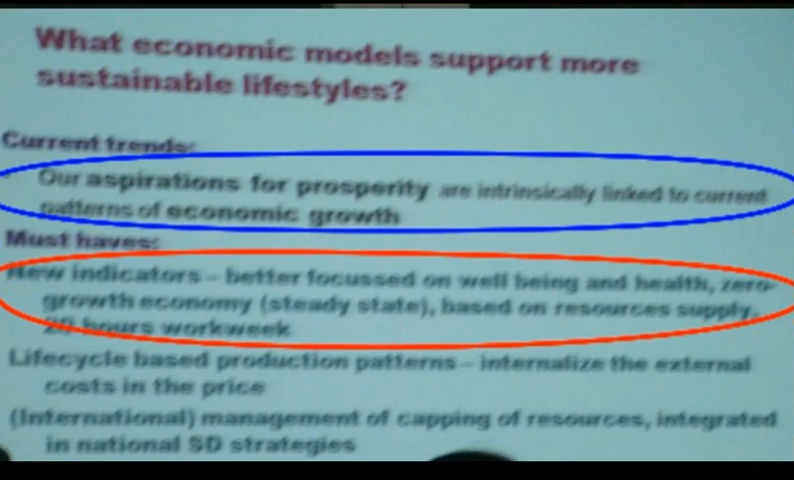 What economic models support more
sustainable lifestyles?
Current trends:
Our aspirations for prosperity are intrinsically linked to current
patterns of economic growth
Must haves:
New indicators – better focussed on well being and health, zero-
growth economy (steady state), based on resources supply,
20 hours workweek
Lifecycle based production patterns – internalize the external
costs in the price
(International) management of capping of resources, integrated
in national SD strategies